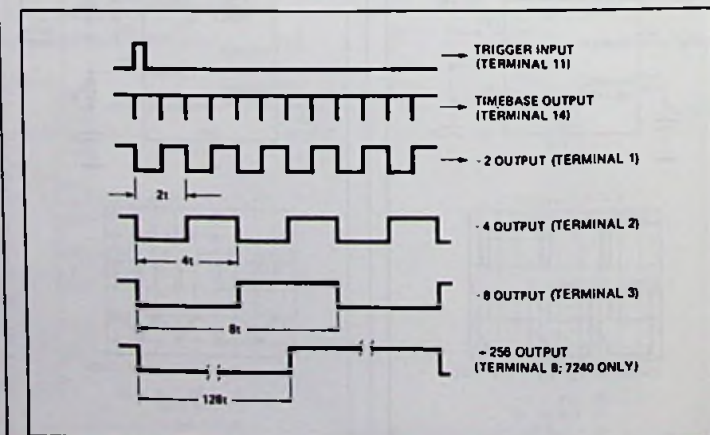 TRIGGER INPUT
(TERMINAL 11)
TIMEBASE OUTPUT
(TERMINAL 14)
÷2 OUTPUT (TERMINAL 1)
2t
÷4 OUTPUT (TERMINAL 2)
4t
÷8 OUTPUT (TERMINAL 3)
8t
÷256 OUTPUT
(TERMINAL 8; 7240 ONLY)
128t